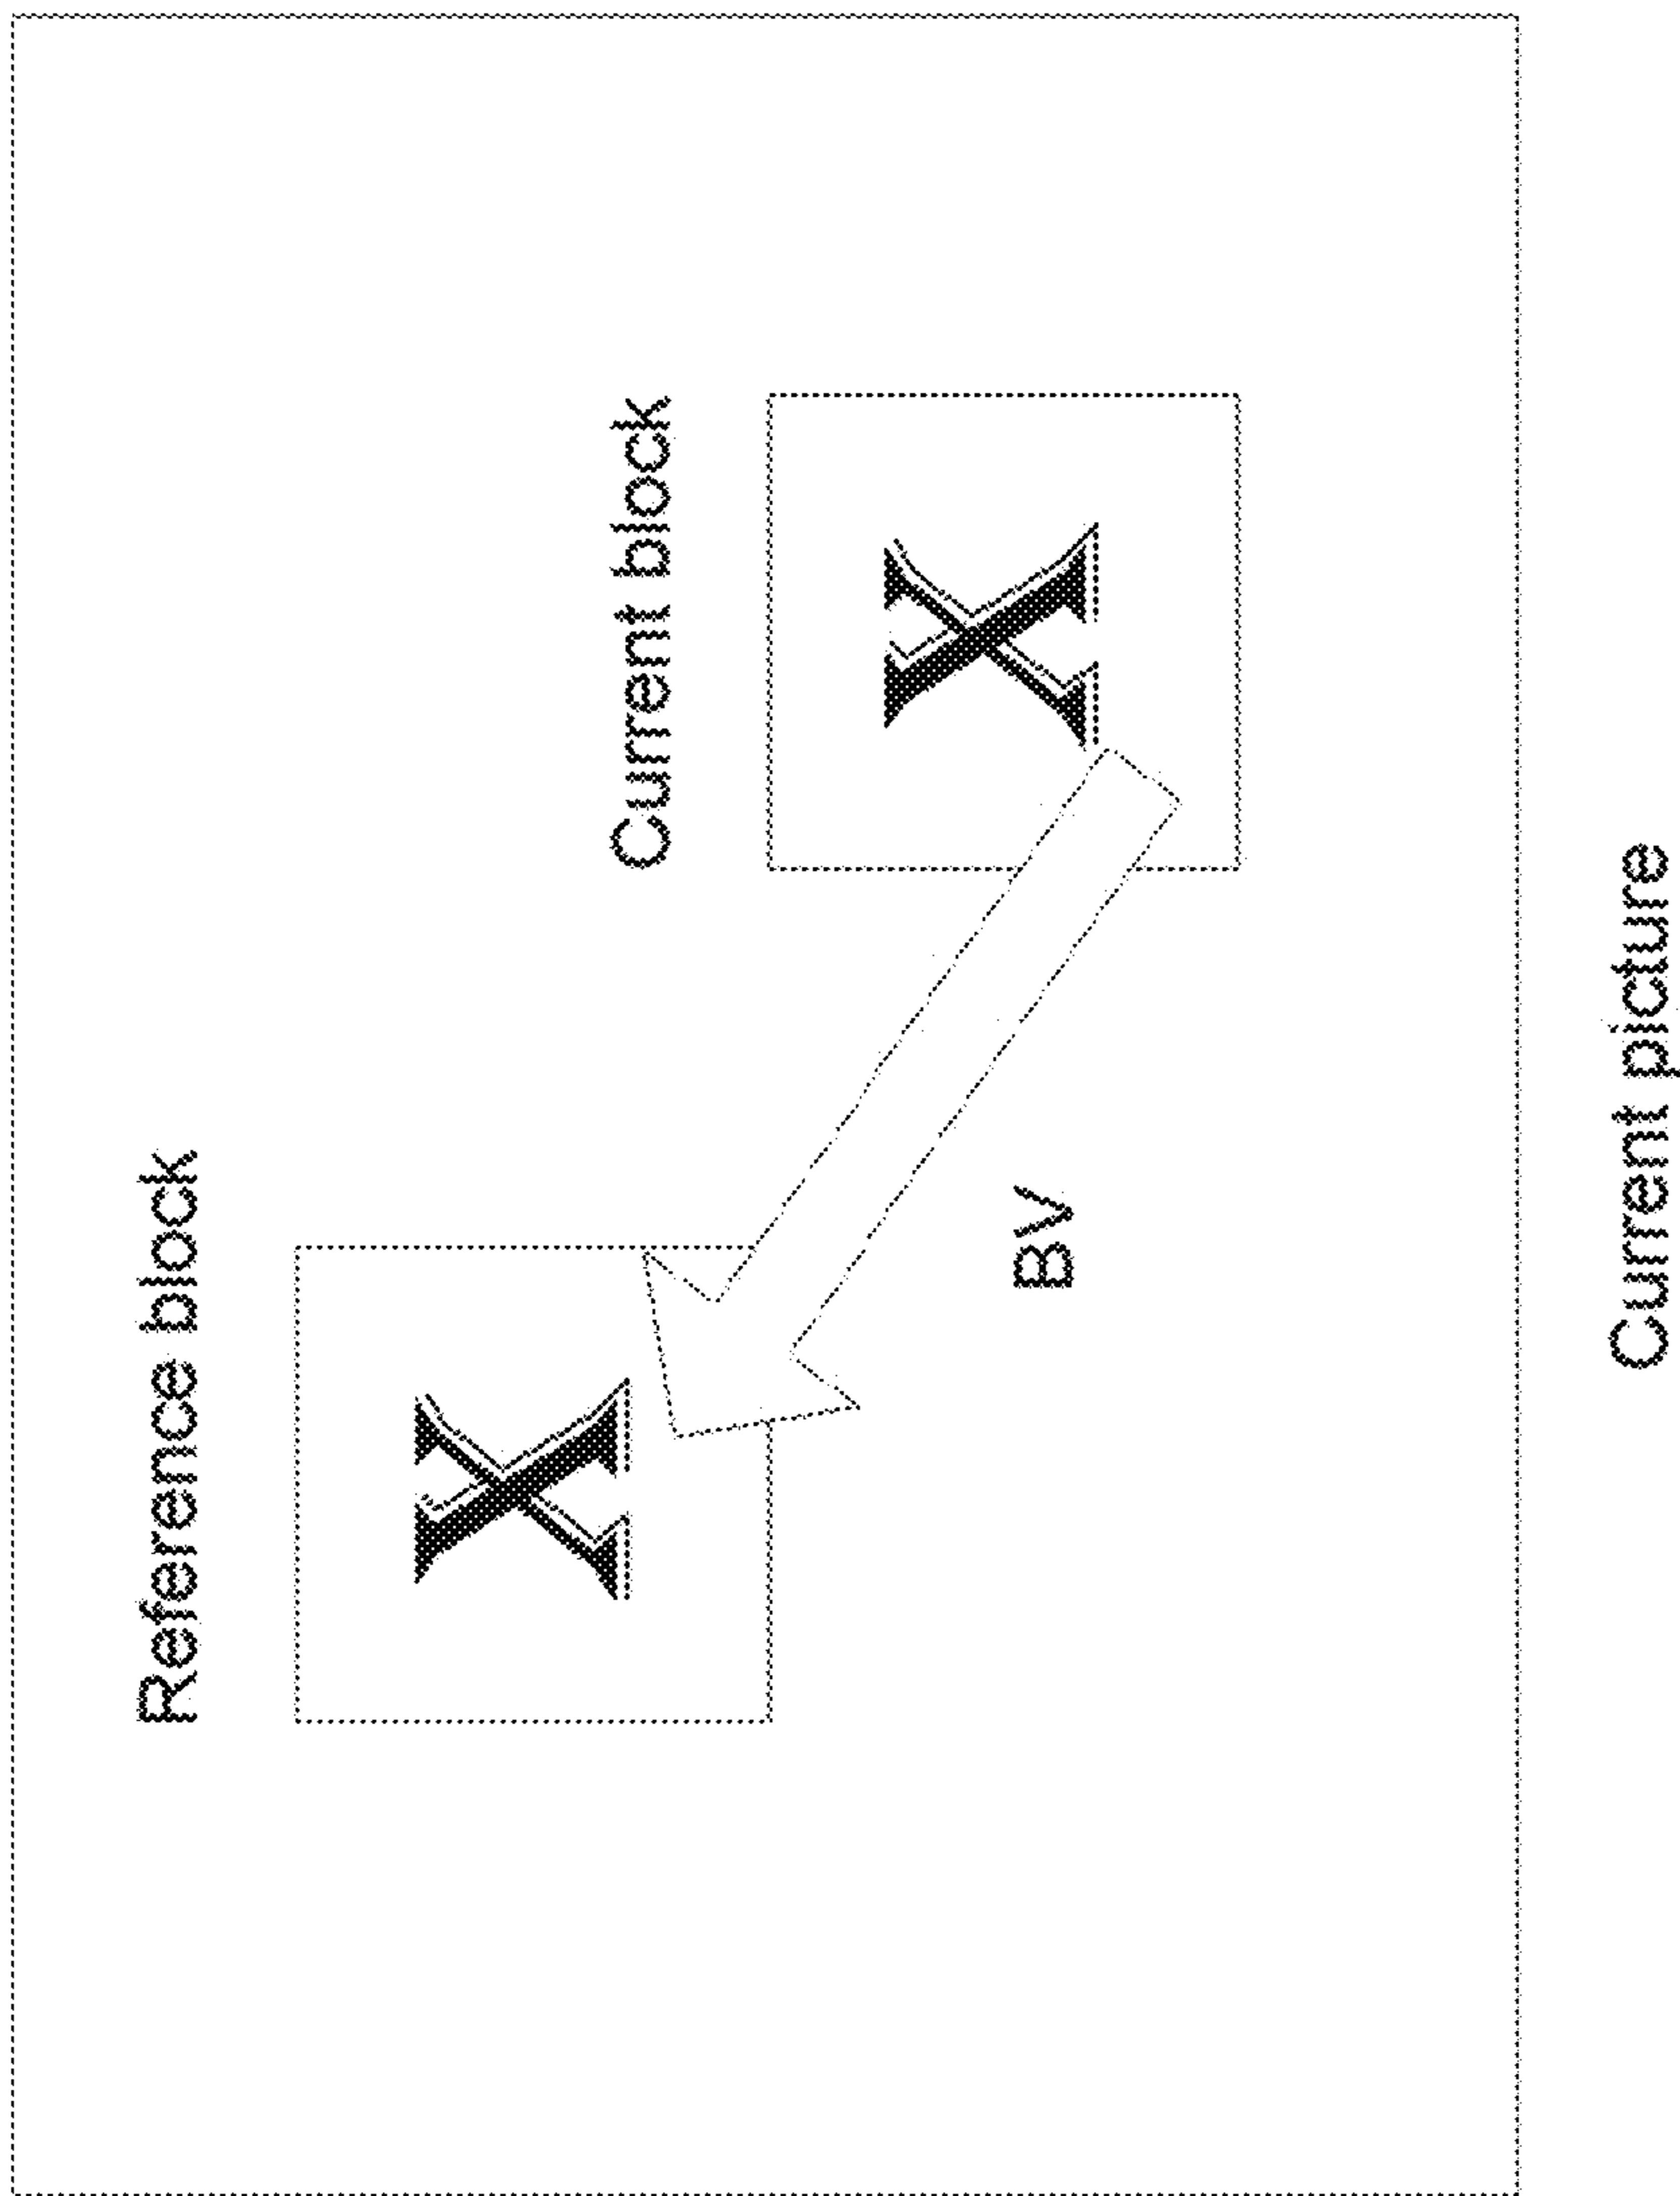 Reference block
X
Current block
X
BV
Current picture